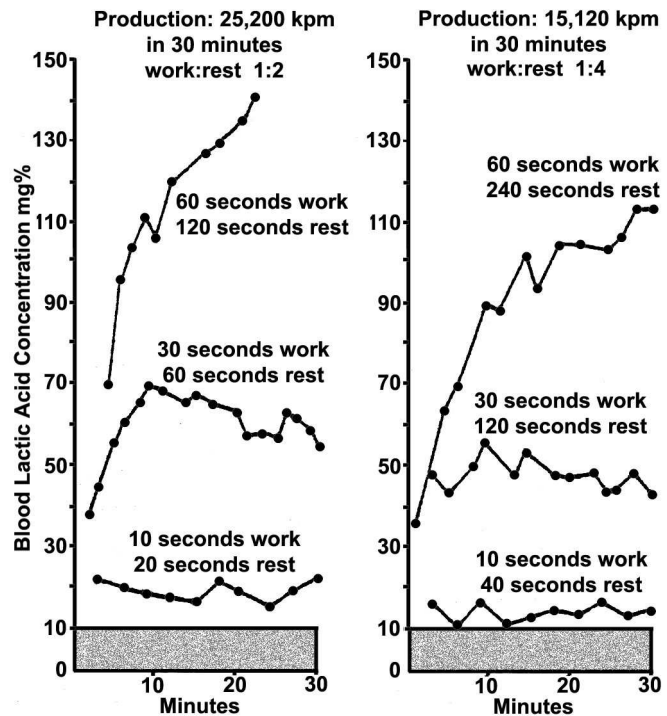 Production: 25,200 kpm
in 30 minutes
work:rest 1:2
Production: 15,120 kpm
in 30 minutes
work:rest 1:4
Blood Lactic Acid Concentration mg%
150
130
110
90
70
50
30
10
0
60 seconds work
120 seconds rest
30 seconds work
60 seconds rest
10 seconds work
20 seconds rest
10
20
30
Minutes
150
130
110
90
70
50
30
10
0
60 seconds work
240 seconds rest
30 seconds work
120 seconds rest
10 seconds work
40 seconds rest
10
20
30
Minutes